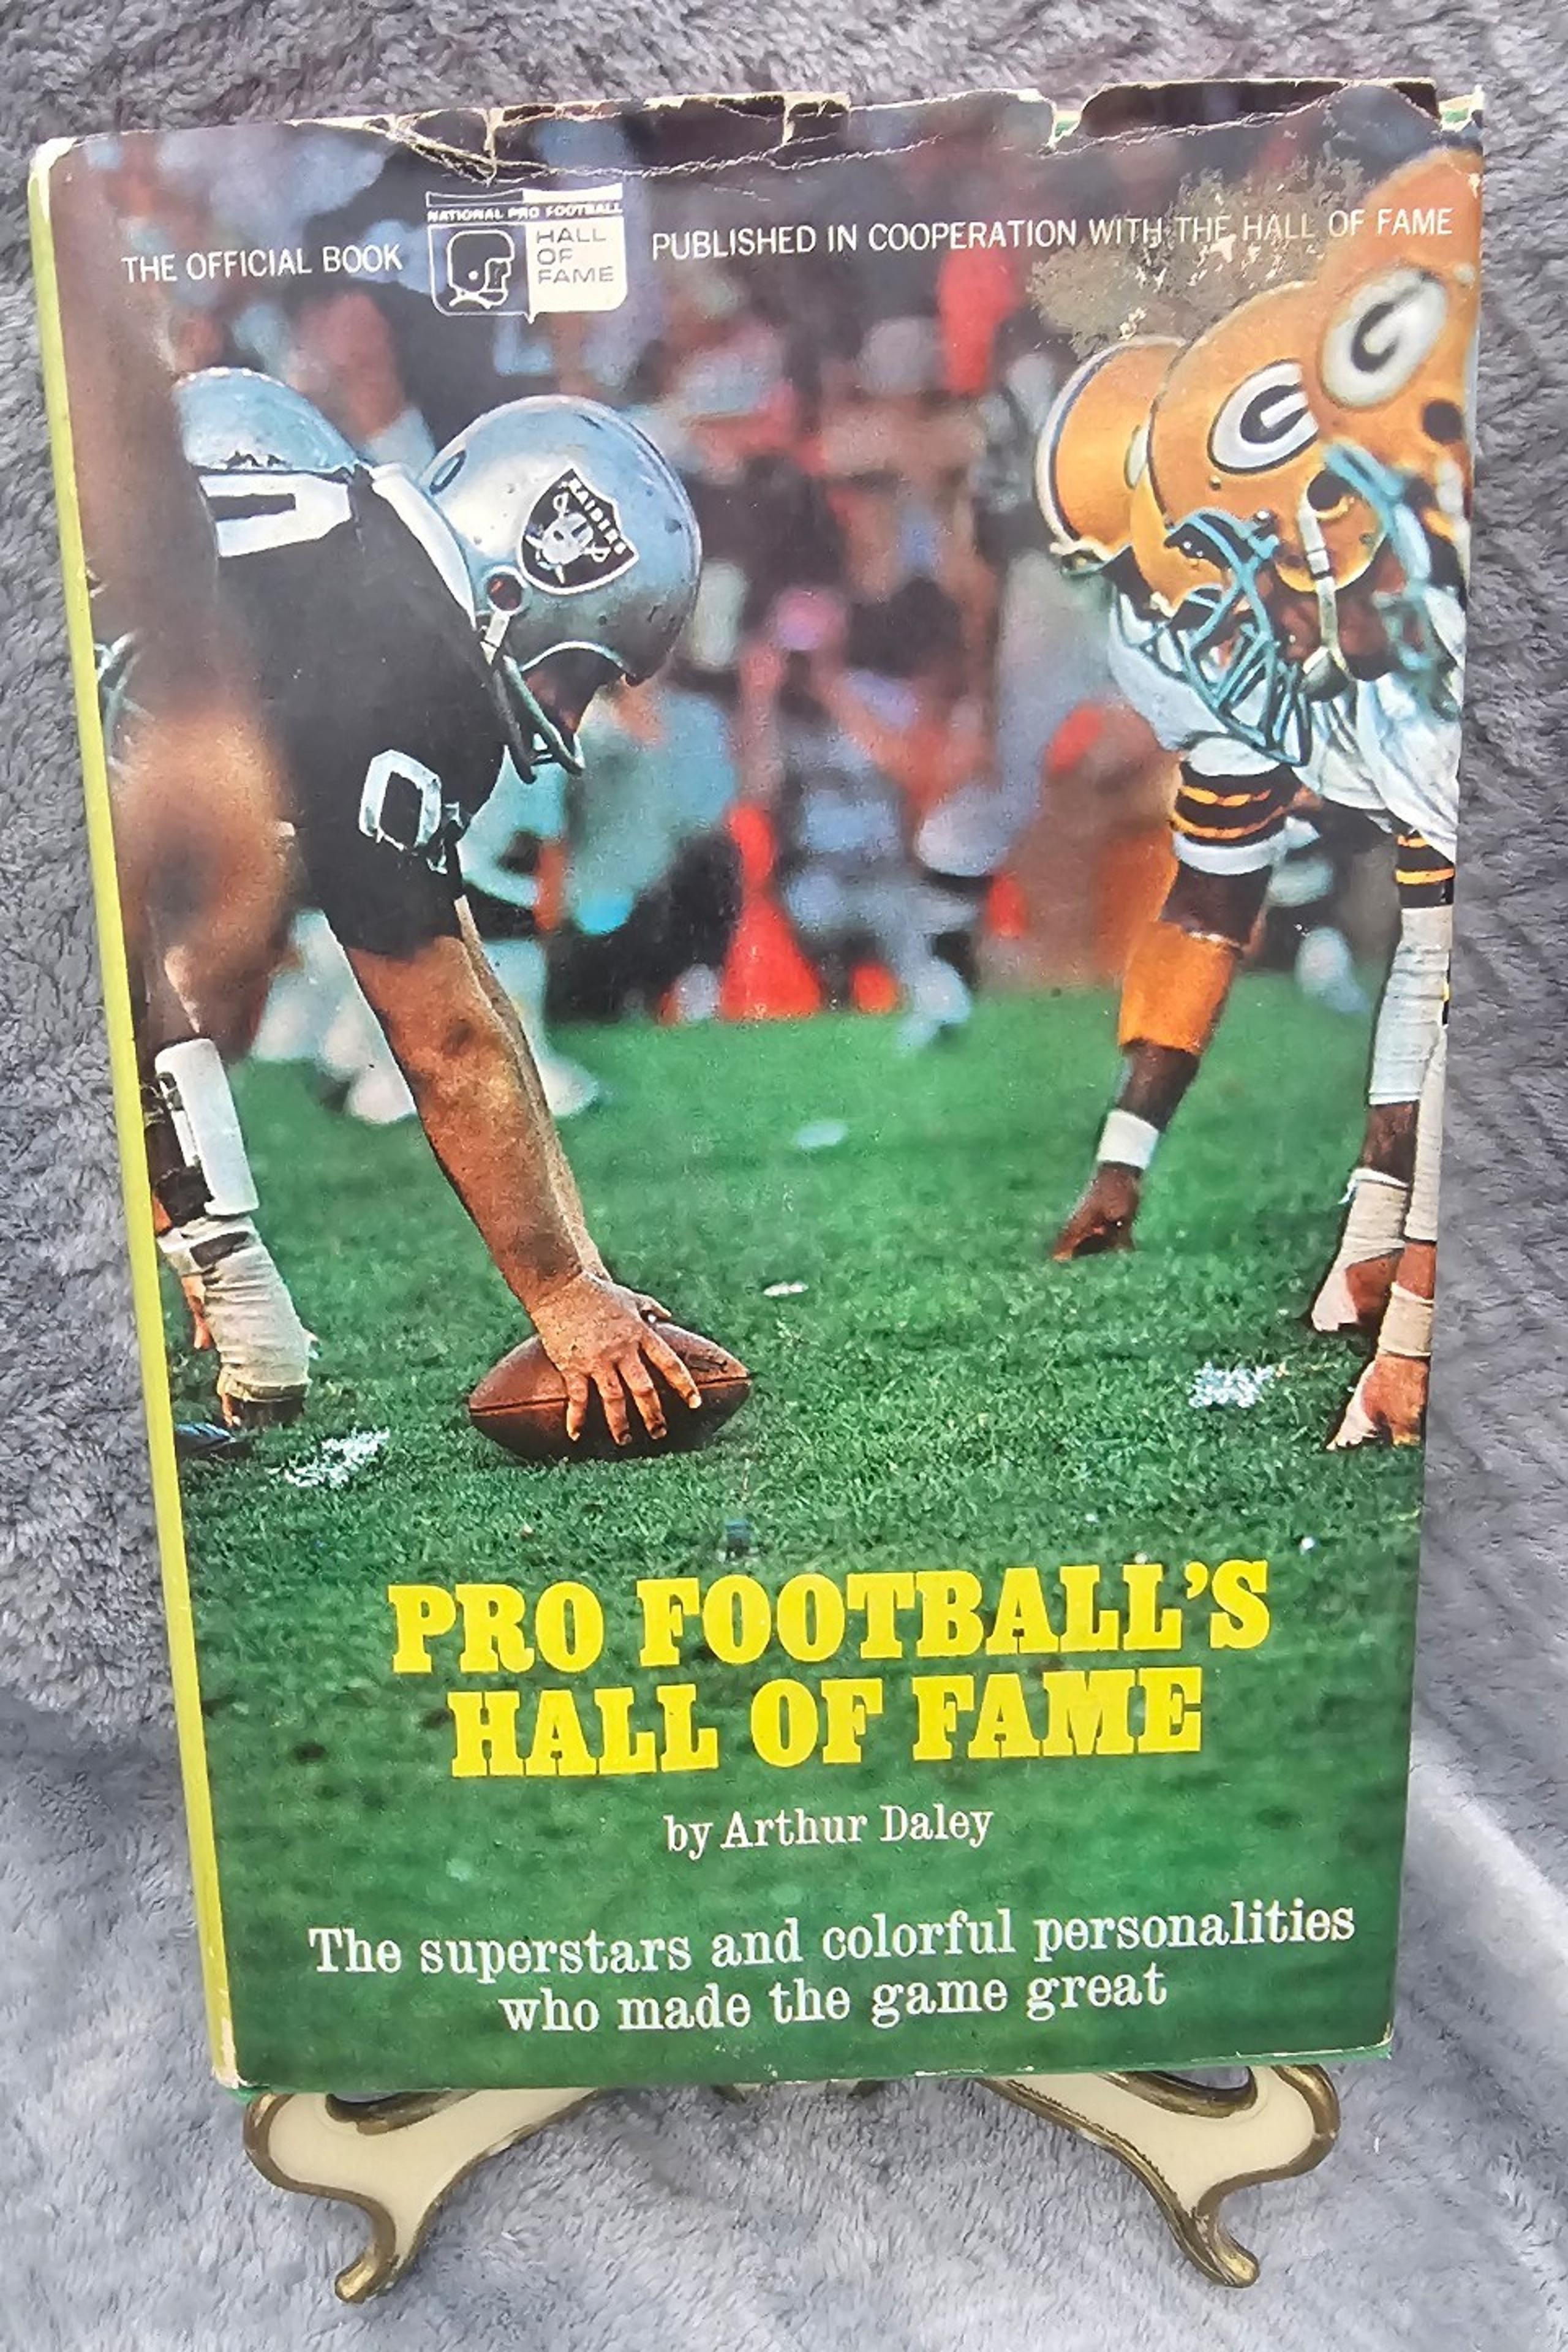 THE OFFICIAL BOOK
NATIONAL PRO FOOTBALL
HALL
OF
FAME
PUBLISHED IN COOPERATION WITH THE HALL OF FAME
G
G
RAIDERS
0
PRO FOOTBALL'S
HALL OF FAME
by Arthur Daley
The superstars and colorful personalities
who made the game great